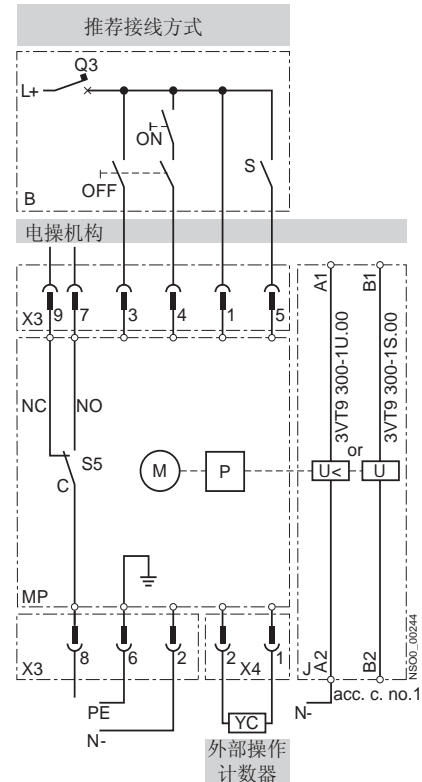 推荐接线方式
Q3
L+
ON
OFF
S
B
电操机构
X3
9
7
3
4
1
5
A1
B1
3VT9 300-1U.00
3VT9 300-1S.00
NC
NO
S5
C
M
P
or
U<
U
MP
X3
8
6
2
2
X4
1
J
A2
B2
NSO0_00244
acc. c. no.1
PE
N-
N-
YC
外部操作
计数器